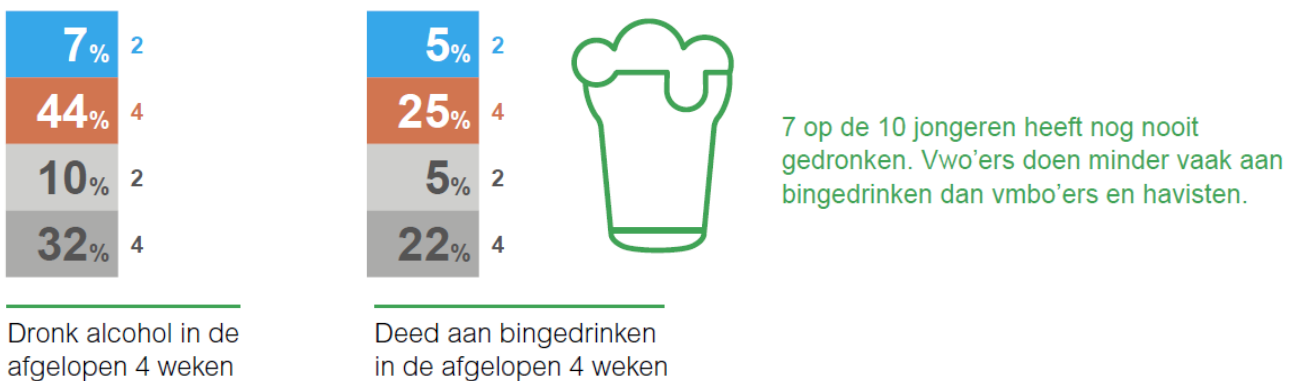 7% 2
44% 4
10% 2
32% 4
Dronk alcohol in de
afgelopen 4 weken
5% 2
25% 4
5% 2
22% 4
Deed aan bingedrinken
in de afgelopen 4 weken
7 op de 10 jongeren heeft nog nooit
gedronken. Vwo’ers doen minder vaak aan
bingedrinken dan vmbo’ers en havisten.